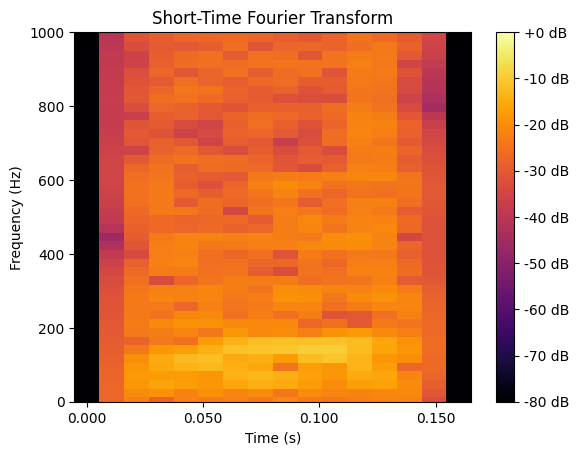 Short-Time Fourier Transform
Frequency (Hz)
1000
800
600
400
200
0
0.000 0.050 0.100 0.150
Time (s)
+0 dB
-10 dB
-20 dB
-30 dB
-40 dB
-50 dB
-60 dB
-70 dB
-80 dB